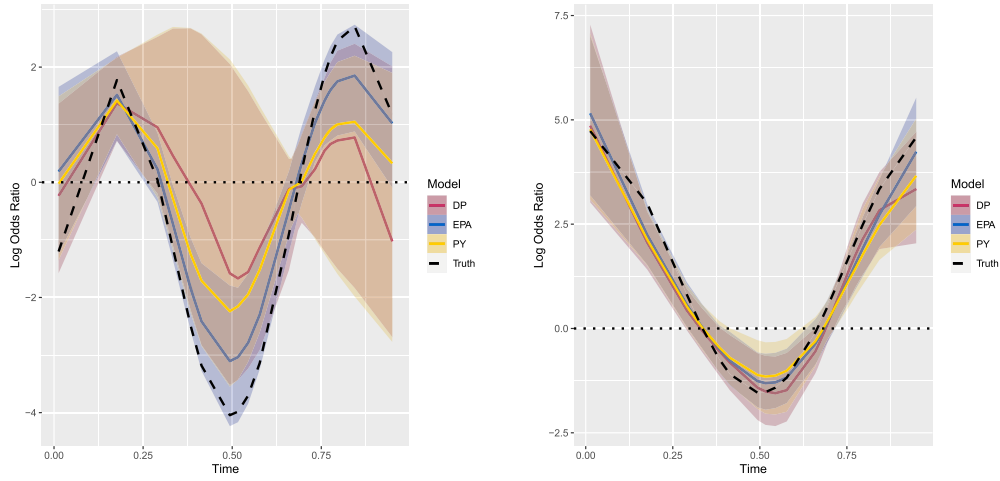 2
0
−2
−4
Log Odds Ratio
0.00
0.25
0.50
0.75
Time
Model
DP
EPA
PY
Truth
7.5
5.0
2.5
0.0
−2.5
Log Odds Ratio
0.00
0.25
0.50
0.75
Time
Model
DP
EPA
PY
Truth